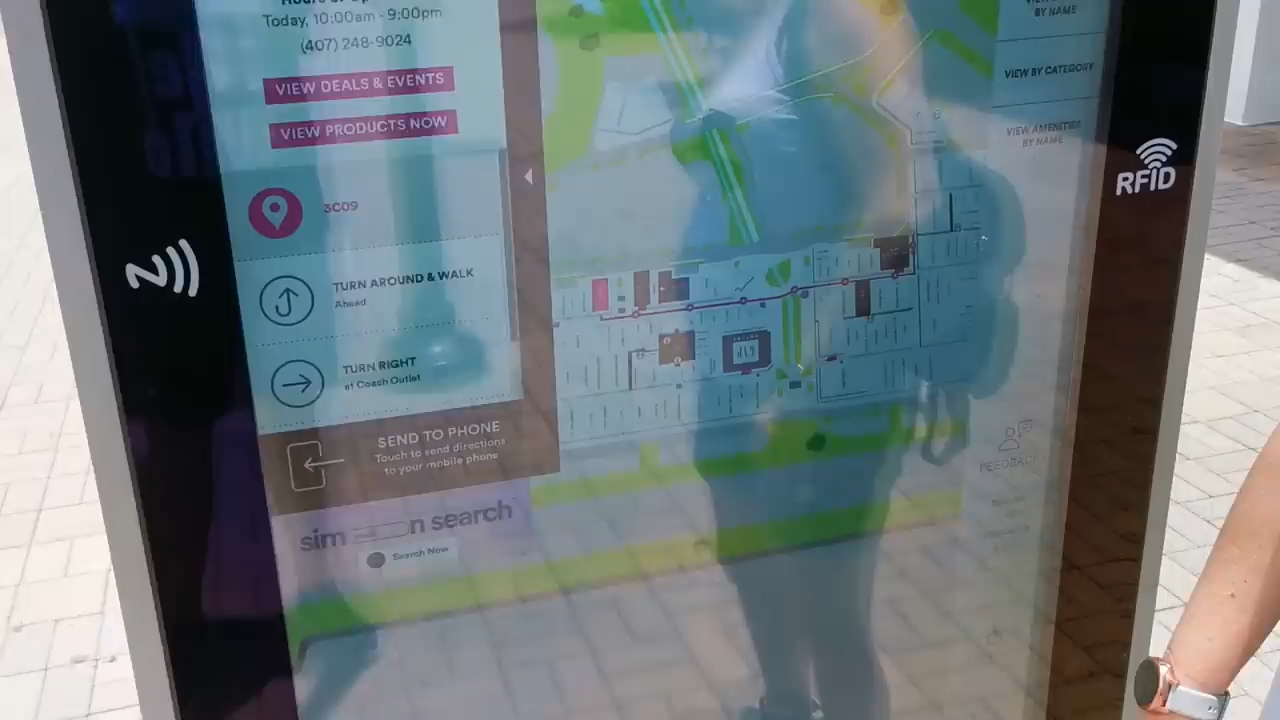 Today, 10:00am - 9:00pm
(407) 248-9024
VIEW DEALS & EVENTS
VIEW PRODUCTS NOW
3C09
TURN AROUND & WALK
Ahead
TURN RIGHT
at Coach Outlet
SEND TO PHONE
Touch to send directions
to your mobile phone
sim n search
Search Now
BY NAME
VIEW BY CATEGORY
VIEW AMENITIES
BY NAME
RFID
FEEDBACK